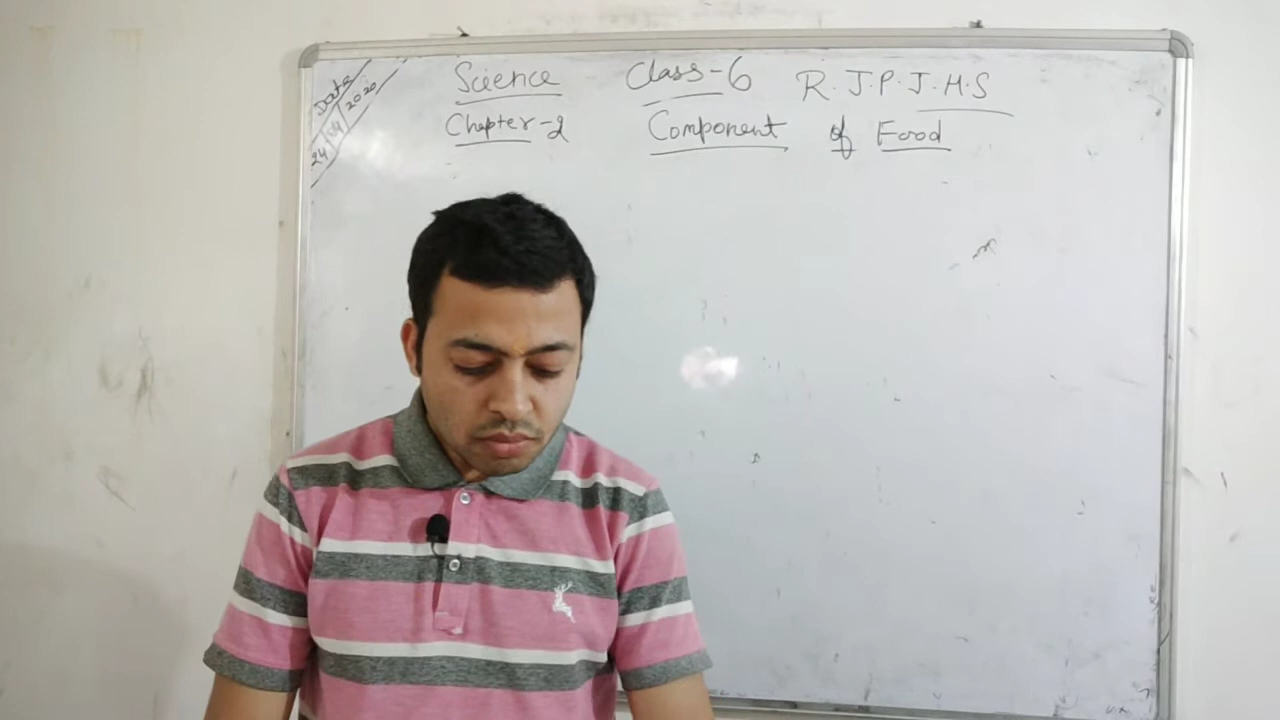 Date
24/04/2020
Science Class-6 R.J.P.J.H.S
Chapter-2 Component of Food